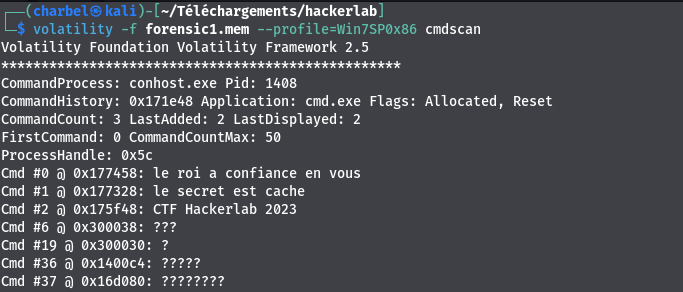 ┌──(charbel㉿kali)-[~/Téléchargements/hackerlab]
└─$ volatility -f forensic1.mem --profile=Win7SP0x86 cmdscan
Volatility Foundation Volatility Framework 2.5
**************************************************
CommandProcess: conhost.exe Pid: 1408
CommandHistory: 0x171e48 Application: cmd.exe Flags: Allocated, Reset
CommandCount: 3 LastAdded: 2 LastDisplayed: 2
FirstCommand: 0 CommandCountMax: 50
ProcessHandle: 0x5c
Cmd #0 @ 0x177458: le roi a confiance en vous
Cmd #1 @ 0x177328: le secret est cache
Cmd #2 @ 0x175f48: CTF Hackerlab 2023
Cmd #6 @ 0x300038: ???
Cmd #19 @ 0x300030: ?
Cmd #36 @ 0x1400c4: ?????
Cmd #37 @ 0x16d080: ????????